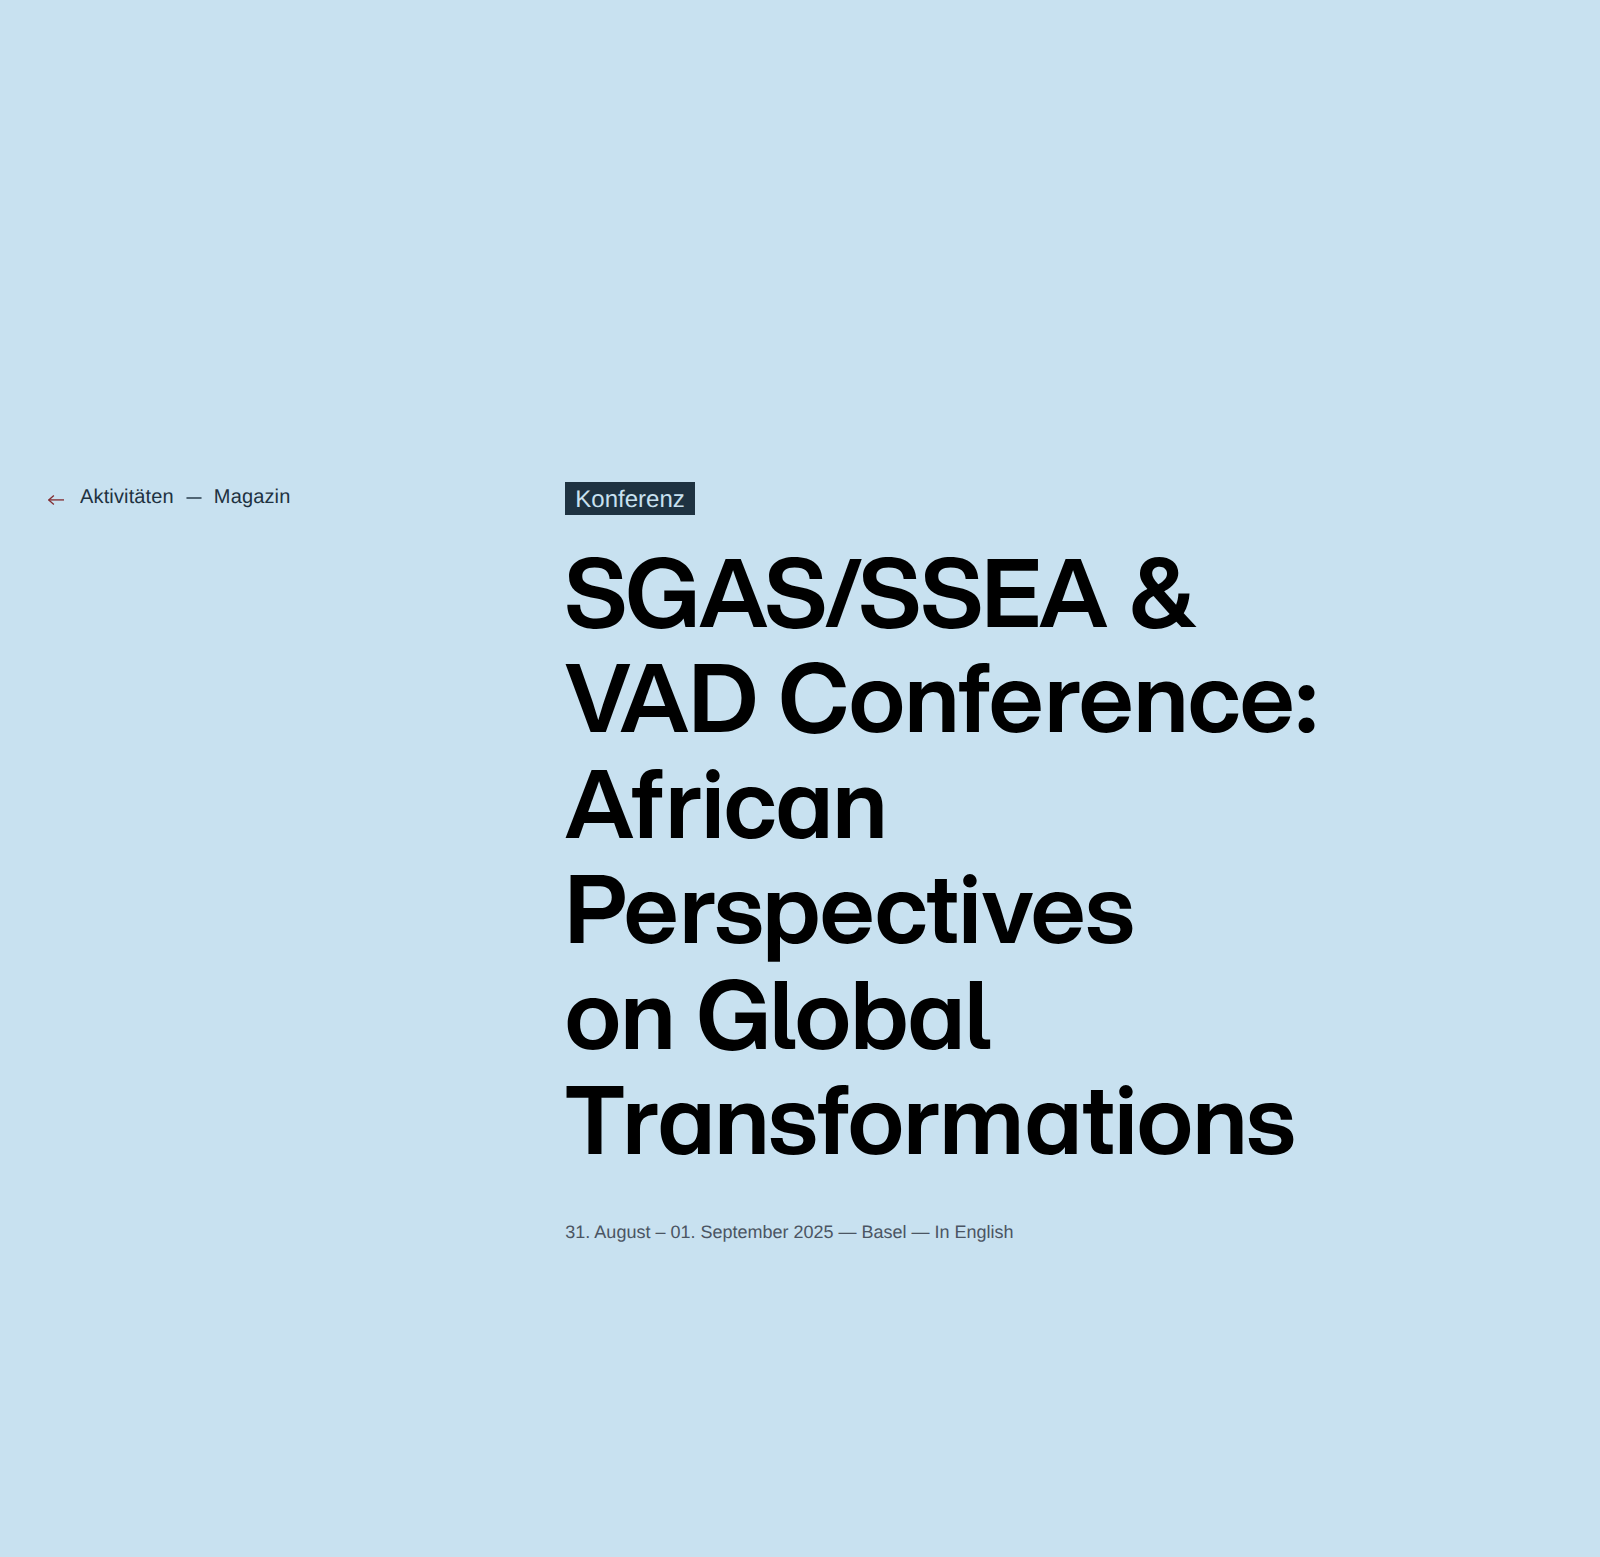 Aktivitäten — Magazin
Konferenz
SGAS/SSEA &
VAD Conference:
African
Perspectives
on Global
Transformations
31. August – 01. September 2025 — Basel — In English